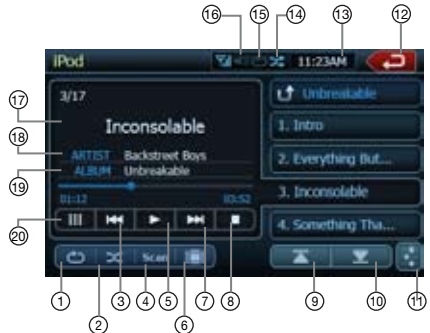 16 15 14 13 12
iPod 11:23AM
17 18 19 20
3/17
Inconsolable
ARTIST Backstreet Boys
ALBUM Unbreakable
01:12 03:52
Scan
Unbreakable
1. Intro
2. Everything But...
3. Inconsolable
4. Something Tha...
1 2 3 4 5 6 7 8 9 10 11